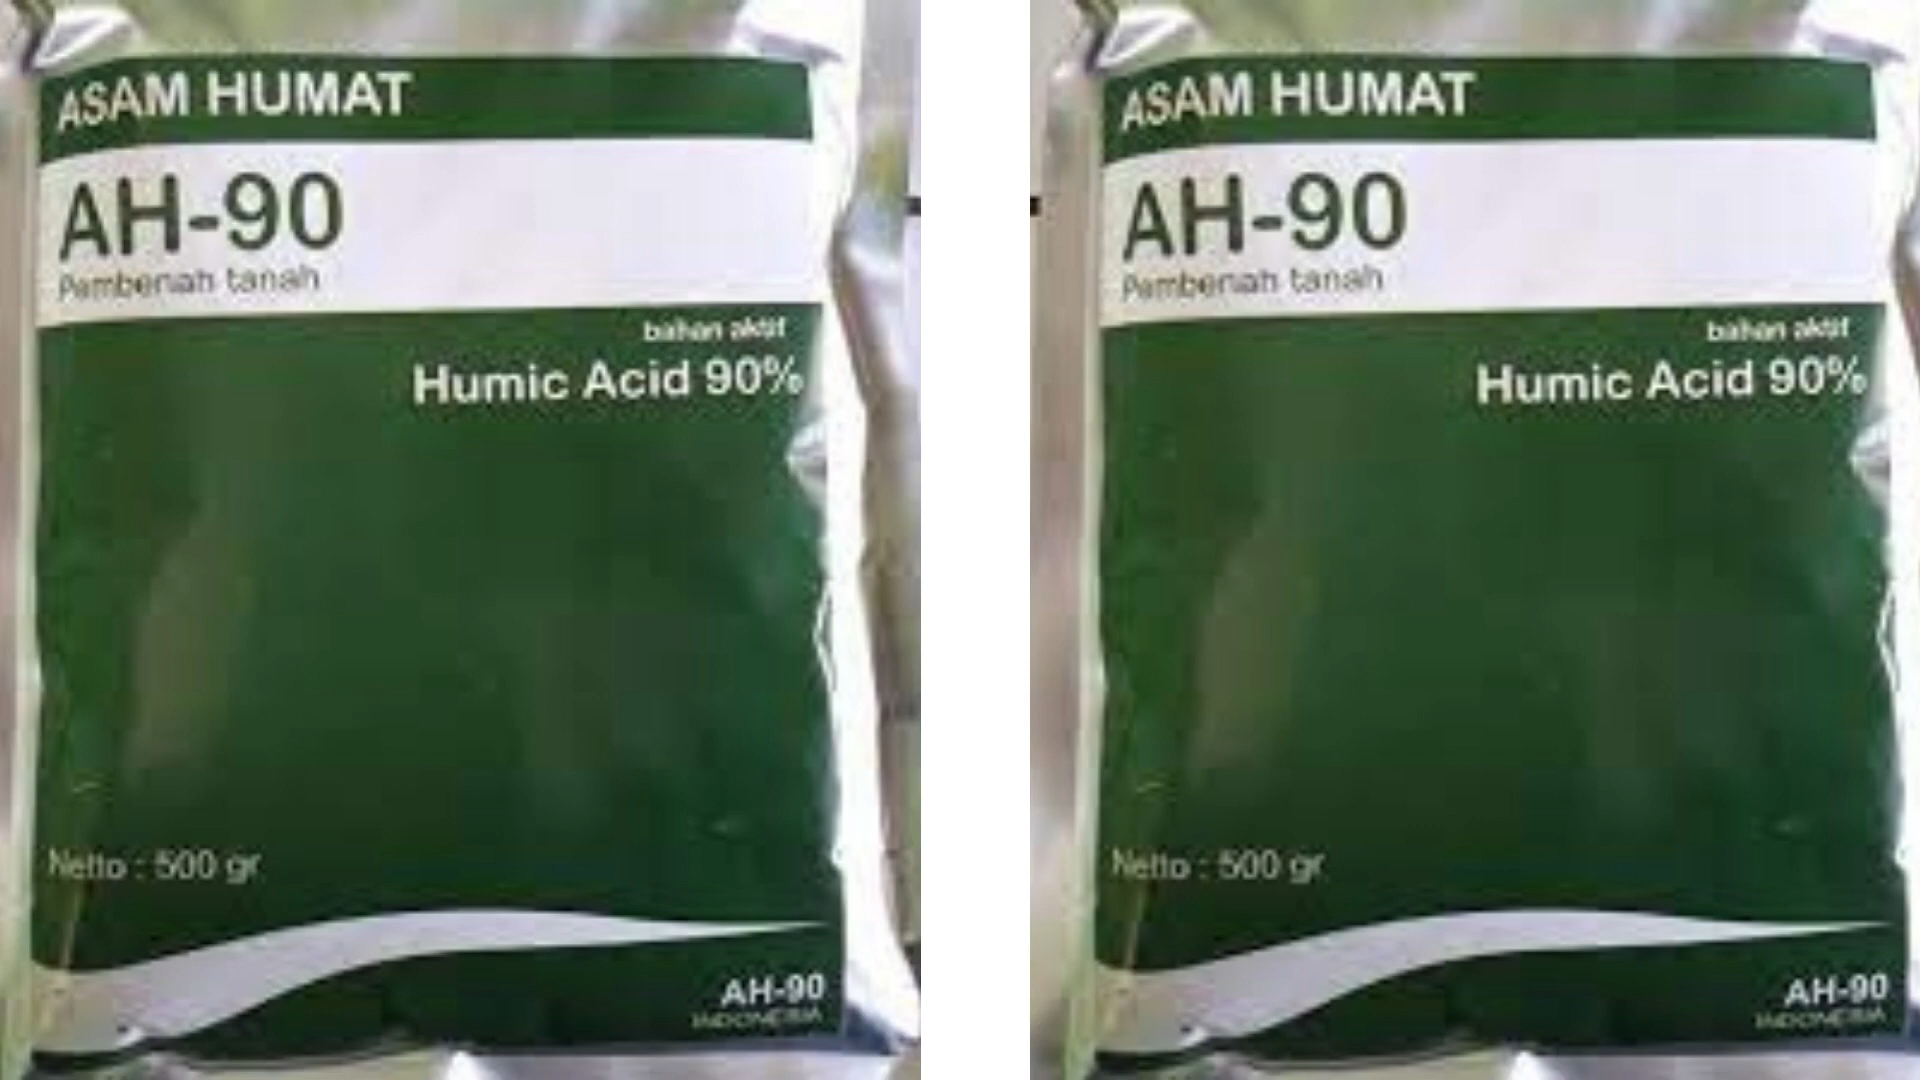 ASAM HUMAT
AH-90
Pembenah tanah
bahan aktif
Humic Acid 90%
Netto : 500 gr
AH-90
INDONESIA
ASAM HUMAT
AH-90
Pembenah tanah
bahan aktif
Humic Acid 90%
Netto : 500 gr
AH-90
INDONESIA